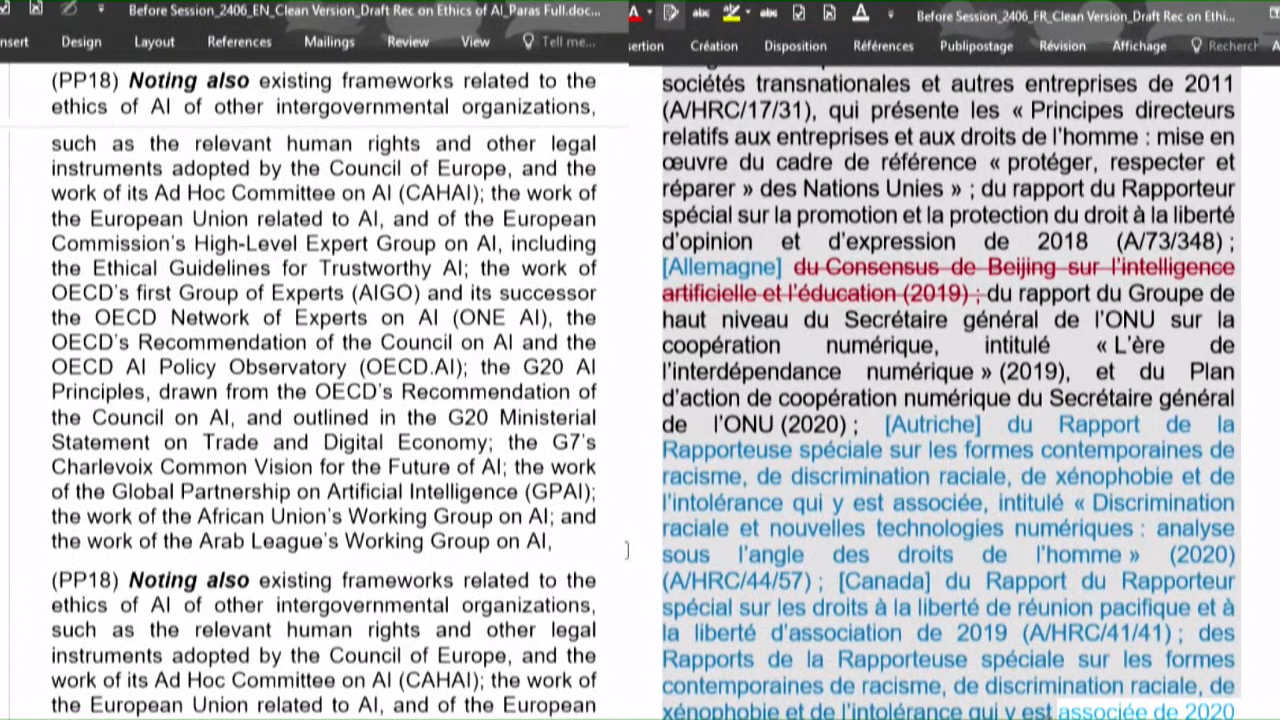 Before Session_2406_EN_Clean Version_Draft Rec on Ethics of AI_Paras Full.doc...
nsert Design Layout References Mailings Review View Tell me...
(PP18) Noting also existing frameworks related to the
ethics of AI of other intergovernmental organizations,
such as the relevant human rights and other legal
instruments adopted by the Council of Europe, and the
work of its Ad Hoc Committee on AI (CAHAI); the work of
the European Union related to AI, and of the European
Commission's High-Level Expert Group on AI, including
the Ethical Guidelines for Trustworthy AI; the work of
OECD's first Group of Experts (AIGO) and its successor
the OECD Network of Experts on AI (ONE AI), the
OECD's Recommendation of the Council on AI and the
OECD AI Policy Observatory (OECD.AI); the G20 AI
Principles, drawn from the OECD's Recommendation of
the Council on AI, and outlined in the G20 Ministerial
Statement on Trade and Digital Economy; the G7's
Charlevoix Common Vision for the Future of AI; the work
of the Global Partnership on Artificial Intelligence (GPAI);
the work of the African Union's Working Group on AI; and
the work of the Arab League's Working Group on AI,
(PP18) Noting also existing frameworks related to the
ethics of AI of other intergovernmental organizations,
such as the relevant human rights and other legal
instruments adopted by the Council of Europe, and the
work of its Ad Hoc Committee on AI (CAHAI); the work of
the European Union related to AI, and of the European
A abc abc A Before Session_2406_FR_Clean Version_Draft Rec on Ethi...
sertion Création Disposition Références Publipostage Révision Affichage Recherch
sociétés transnationales et autres entreprises de 2011
(A/HRC/17/31), qui présente les « Principes directeurs
relatifs aux entreprises et aux droits de l'homme : mise en
œuvre du cadre de référence « protéger, respecter et
réparer » des Nations Unies » ; du rapport du Rapporteur
spécial sur la promotion et la protection du droit à la liberté
d'opinion et d'expression de 2018 (A/73/348) ;
[Allemagne] du Consensus de Beijing sur l'intelligence
artificielle et l'éducation (2019) ; du rapport du Groupe de
haut niveau du Secrétaire général de l'ONU sur la
coopération numérique, intitulé « L'ère de
l'interdépendance numérique » (2019), et du Plan
d'action de coopération numérique du Secrétaire général
de l'ONU (2020) ; [Autriche] du Rapport de la
Rapporteuse spéciale sur les formes contemporaines de
racisme, de discrimination raciale, de xénophobie et de
l'intolérance qui y est associée, intitulé « Discrimination
raciale et nouvelles technologies numériques : analyse
sous l'angle des droits de l'homme » (2020)
(A/HRC/44/57) ; [Canada] du Rapport du Rapporteur
spécial sur les droits à la liberté de réunion pacifique et à
la liberté d'association de 2019 (A/HRC/41/41) ; des
Rapports de la Rapporteuse spéciale sur les formes
contemporaines de racisme, de discrimination raciale, de
xénophobie et de l'intolérance qui y est associée de 2020